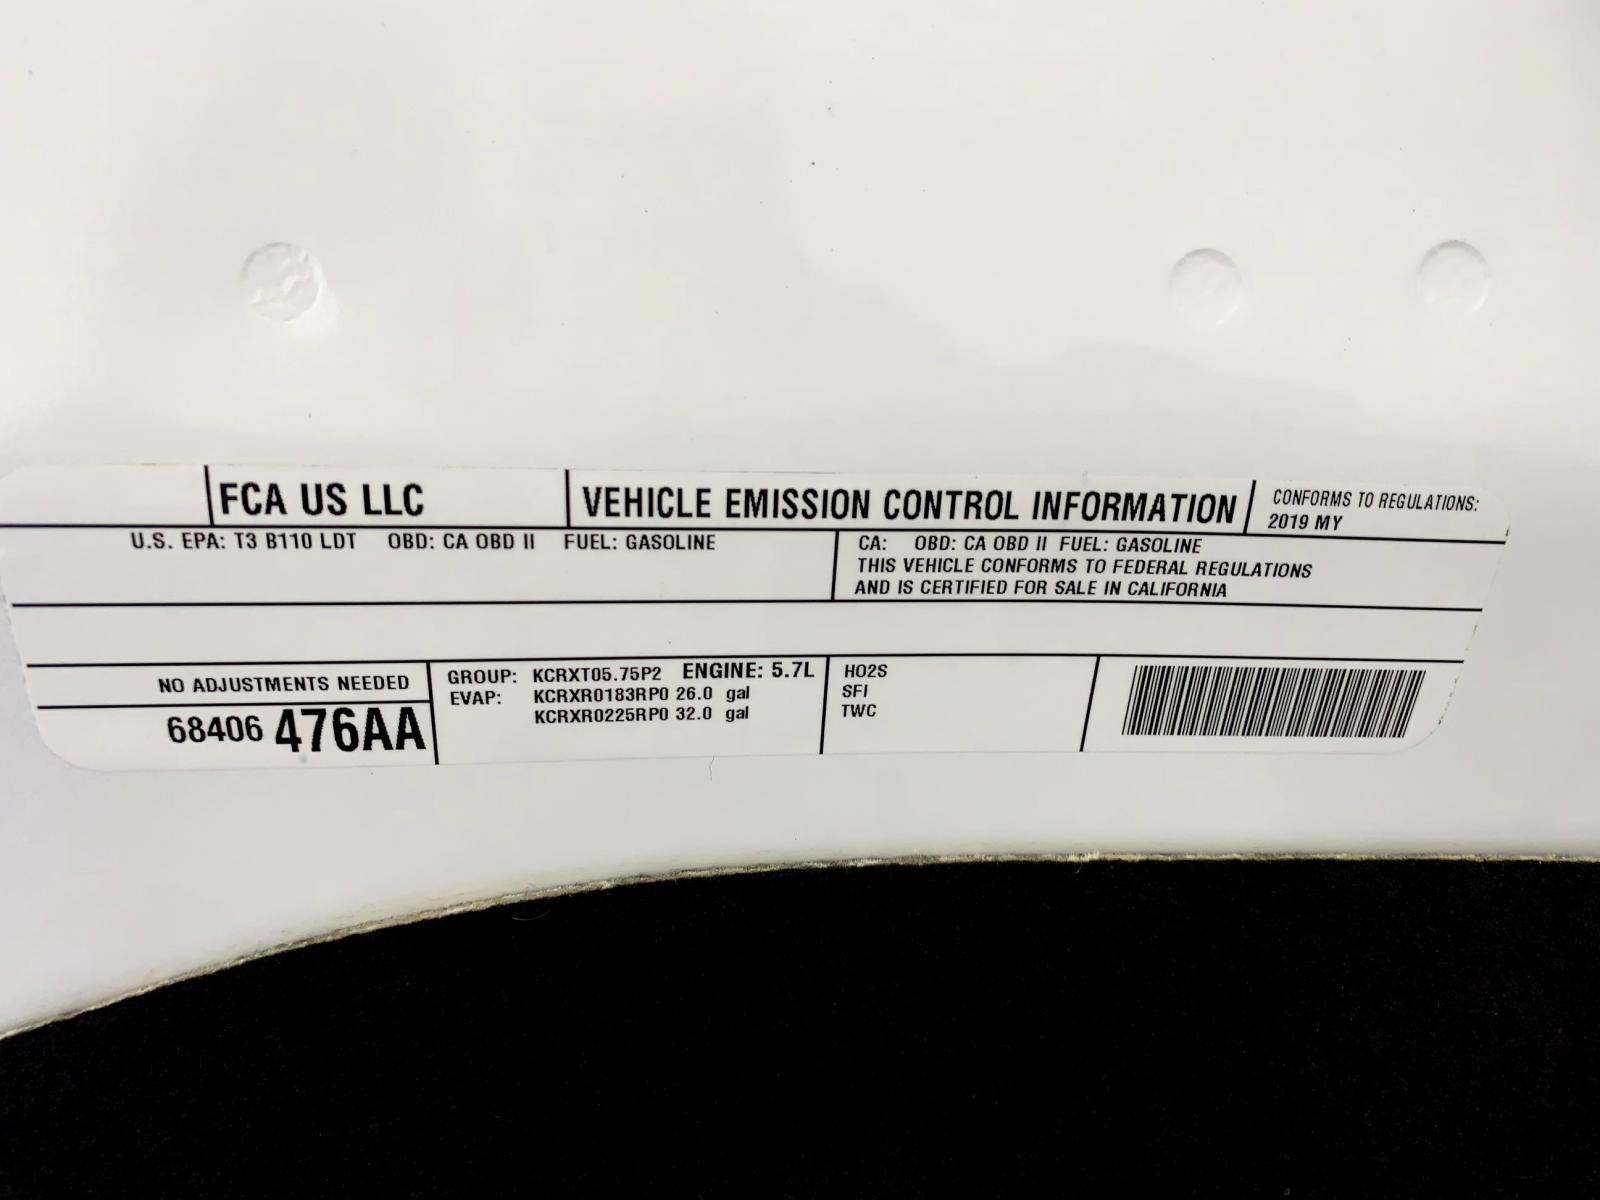 FCA US LLC
VEHICLE EMISSION CONTROL INFORMATION
CONFORMS TO REGULATIONS:
2019 MY
U.S. EPA: T3 B110 LDT OBD: CA OBD II FUEL: GASOLINE
CA: OBD: CA OBD II FUEL: GASOLINE
THIS VEHICLE CONFORMS TO FEDERAL REGULATIONS
AND IS CERTIFIED FOR SALE IN CALIFORNIA
NO ADJUSTMENTS NEEDED
68406 476AA
GROUP: KCRXT05.75P2 ENGINE: 5.7L
EVAP: KCRXR0183RP0 26.0 gal
KCRXR0225RP0 32.0 gal
HO2S
SFI
TWC